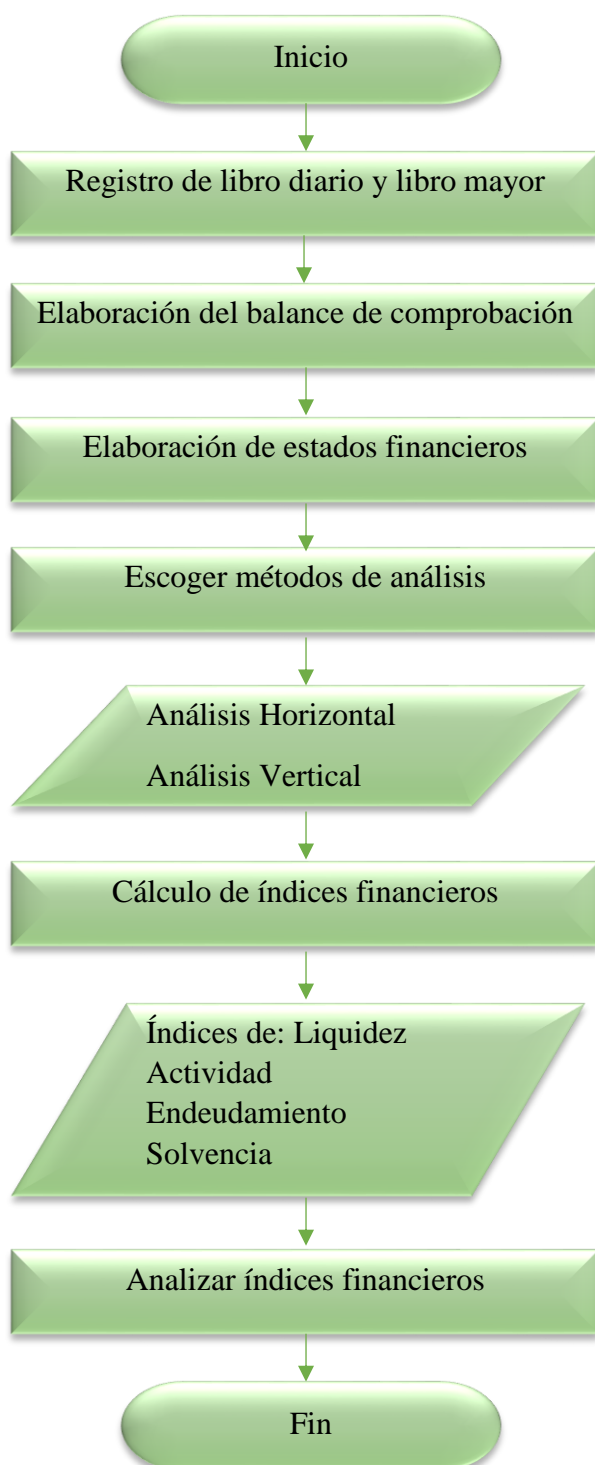 Inicio
Registro de libro diario y libro mayor
Elaboración del balance de comprobación
Elaboración de estados financieros
Escoger métodos de análisis
Análisis Horizontal
Análisis Vertical
Cálculo de índices financieros
Índices de: Liquidez
Actividad
Endeudamiento
Solvencia
Analizar índices financieros
Fin